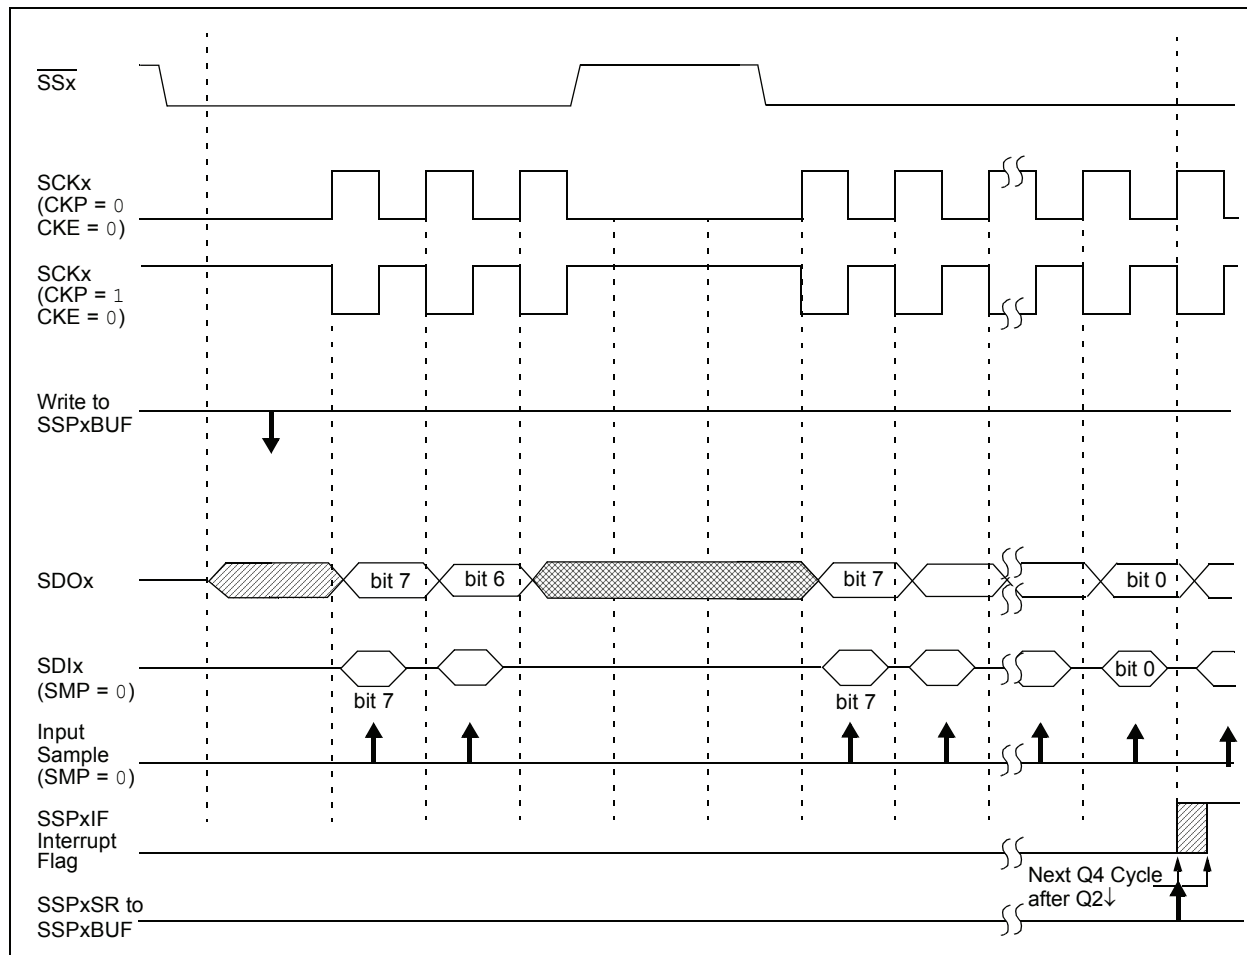 SSx
SCKx
(CKP = 0
CKE = 0)
SCKx
(CKP = 1
CKE = 0)
Write to
SSPxBUF
SDOx
bit 7
bit 6
bit 7
bit 0
SDIx
(SMP = 0)
bit 7
bit 7
bit 0
Input
Sample
(SMP = 0)
SSPxIF
Interrupt
Flag
Next Q4 Cycle
after Q2↓
SSPxSR to
SSPxBUF